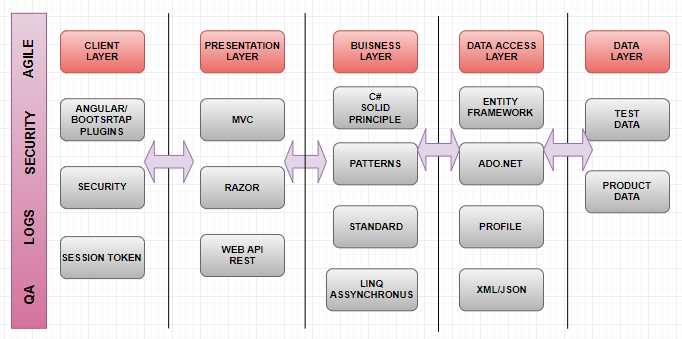 AGILE
SECURITY
LOGS
QA
CLIENT
LAYER
ANGULAR/
BOOTSRTAP
PLUGINS
SECURITY
SESSION TOKEN
PRESENTATION
LAYER
MVC
RAZOR
WEB API
REST
BUISNESS
LAYER
C#
SOLID
PRINCIPLE
PATTERNS
STANDARD
LINQ
ASSYNCHRONUS
DATA ACCESS
LAYER
ENTITY
FRAMEWORK
ADO.NET
PROFILE
XML/JSON
DATA
LAYER
TEST
DATA
PRODUCT
DATA